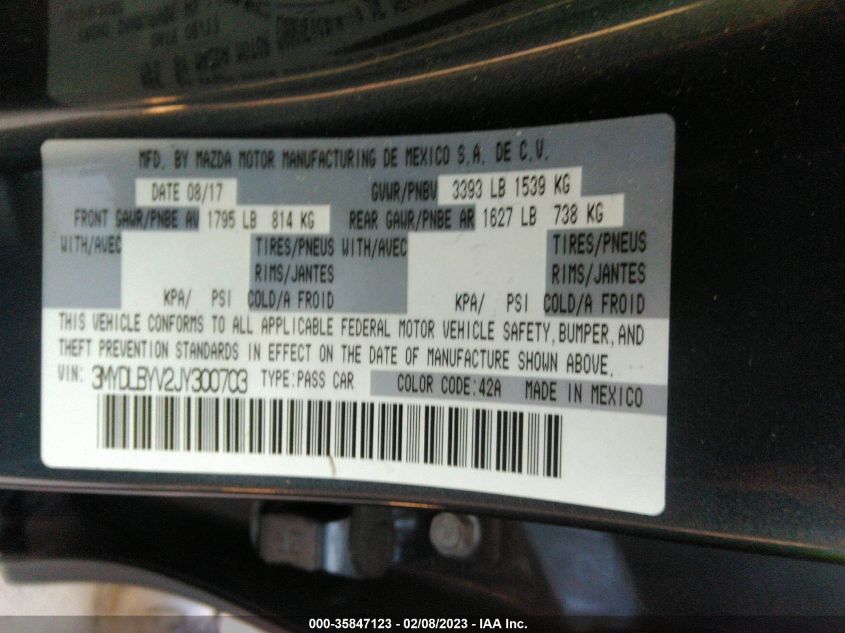 MFD. BY MAZDA MOTOR MANUFACTURING DE MEXICO S.A. DE C.V.
DATE 08/17 GVWR/PNBV 3393 LB 1539 KG
FRONT GAWR/PNBE AV 1795 LB 814 KG REAR GAWR/PNBE AR 1627 LB 738 KG
WITH/AVEC TIRES/PNEUS WITH/AVEC TIRES/PNEUS
RIMS/JANTES RIMS/JANTES
KPA/ PSI COLD/A FROID KPA/ PSI COLD/A FROID
THIS VEHICLE CONFORMS TO ALL APPLICABLE FEDERAL MOTOR VEHICLE SAFETY, BUMPER, AND
THEFT PREVENTION STANDARDS IN EFFECT ON THE DATE OF MANUFACTURE SHOWN ABOVE.
VIN: 3MYDLBYV2JY300703 TYPE:PASS CAR COLOR CODE:42A MADE IN MEXICO
000-35847123 - 02/08/2023 - IAA Inc.